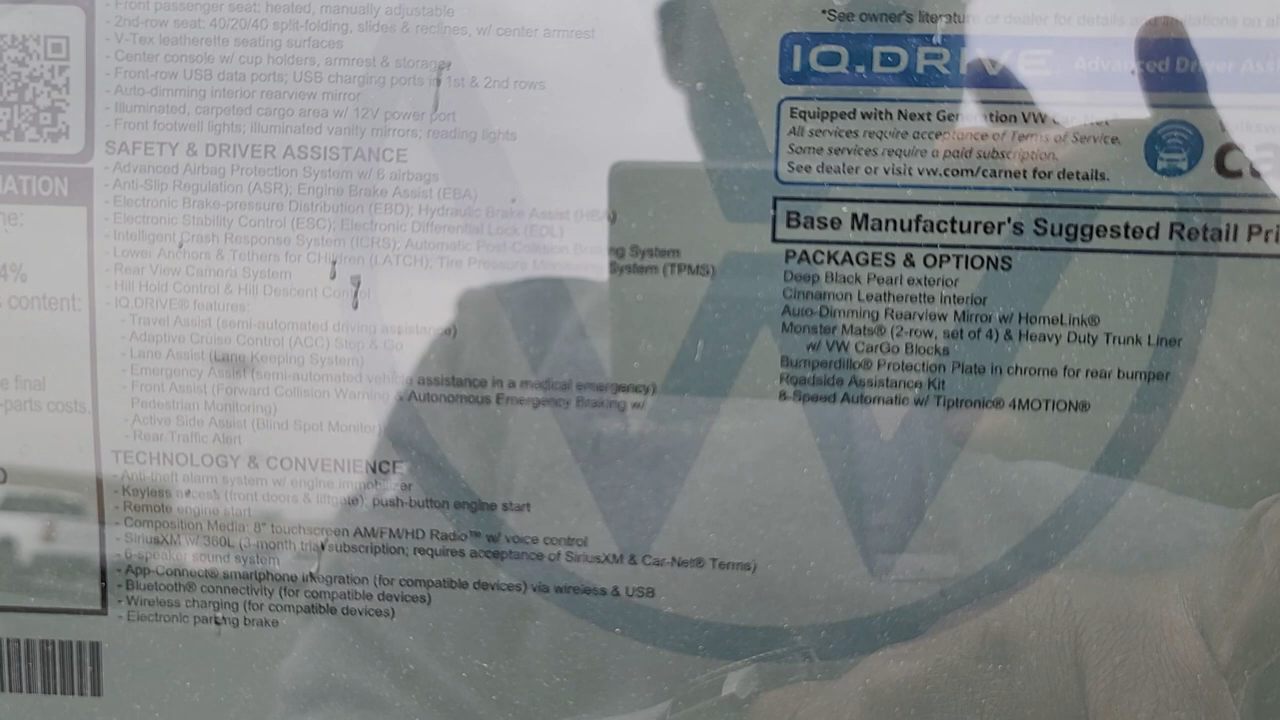 - Front passenger seat: heated, manually adjustable
- 2nd-row seat: 40/20/40 split-folding, slides & reclines, w/ center armrest
- V-Tex leatherette seating surfaces
- Center console w/ cup holders, armrest & storage
- Front-row USB data ports; USB charging ports in 1st & 2nd rows
- Auto-dimming interior rearview mirror
- Illuminated, carpeted cargo area w/ 12V power port
- Front footwell lights; illuminated vanity mirrors; reading lights
SAFETY & DRIVER ASSISTANCE
- Advanced Airbag Protection System w/ 6 airbags
- Anti-Slip Regulation (ASR); Engine Brake Assist (EBA)
- Electronic Brake-pressure Distribution (EBD); Hydraulic Brake Assist (HBA)
- Electronic Stability Control (ESC); Electronic Differential Lock (EDL)
- Intelligent Crash Response System (ICRS); Automatic Post-Collision Braking System
- Lower Anchors & Tethers for CHildren (LATCH); Tire Pressure Monitoring System (TPMS)
- Rear View Camera System
- Hill Hold Control & Hill Descent Control
- IQ.DRIVE® features:
- Travel Assist (semi-automated driving assistance)
- Adaptive Cruise Control (ACC) Stop & Go
- Lane Assist (Lane Keeping System)
- Emergency Assist (semi-automated vehicle assistance in a medical emergency)
- Front Assist (Forward Collision Warning & Autonomous Emergency Braking w/
Pedestrian Monitoring)
- Active Side Assist (Blind Spot Monitor)
- Rear Traffic Alert
TECHNOLOGY & CONVENIENCE
- Anti-theft alarm system w/ engine immobilizer
- Keyless access (front doors & liftgate); push-button engine start
- Remote engine start
- Composition Media: 8" touchscreen AM/FM/HD Radio™ w/ voice control
- SiriusXM w/ 360L (3-month trial subscription; requires acceptance of SiriusXM & Car-Net® Terms)
- 6-speaker sound system
- App-Connect® smartphone integration (for compatible devices) via wireless & USB
- Bluetooth® connectivity (for compatible devices)
- Wireless charging (for compatible devices)
- Electronic parking brake
ATION
4%
content:
e final
-parts costs.
*See owner's literature or dealer for details and limitations on
IQ.DRIVE Advanced Driver
Equipped with Next Generation VW Car-Net
All services require acceptance of Terms of Service.
Some services require a paid subscription.
See dealer or visit vw.com/carnet for details.
Base Manufacturer's Suggested Retail Pri
PACKAGES & OPTIONS
Deep Black Pearl exterior
Cinnamon Leatherette Interior
Auto-Dimming Rearview Mirror w/ HomeLink®
Monster Mats® (2-row, set of 4) & Heavy Duty Trunk Liner
w/ VW CarGo Blocks
Bumperdillo® Protection Plate in chrome for rear bumper
Roadside Assistance Kit
8-Speed Automatic w/ Tiptronic® 4MOTION®